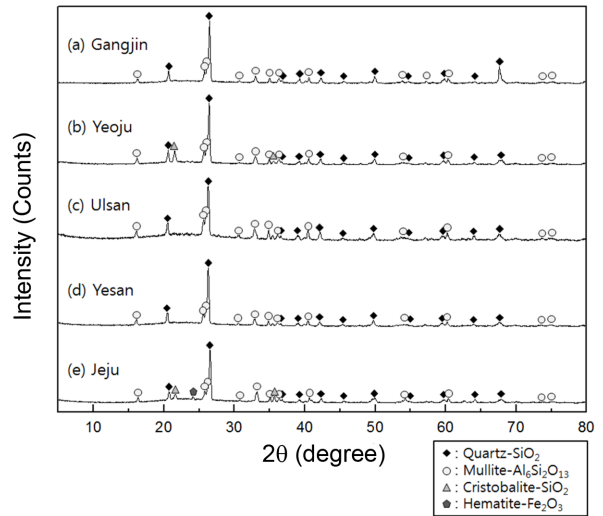 (a) Gangjin
(b) Yeoju
(c) Ulsan
(d) Yesan
(e) Jeju
Intensity (Counts)
10 20 30 40 50 60 70 80
2θ (degree)
◆ : Quartz-SiO₂
○ : Mullite-Al₆Si₂O₁₃
▲ : Cristobalite-SiO₂
⬟ : Hematite-Fe₂O₃